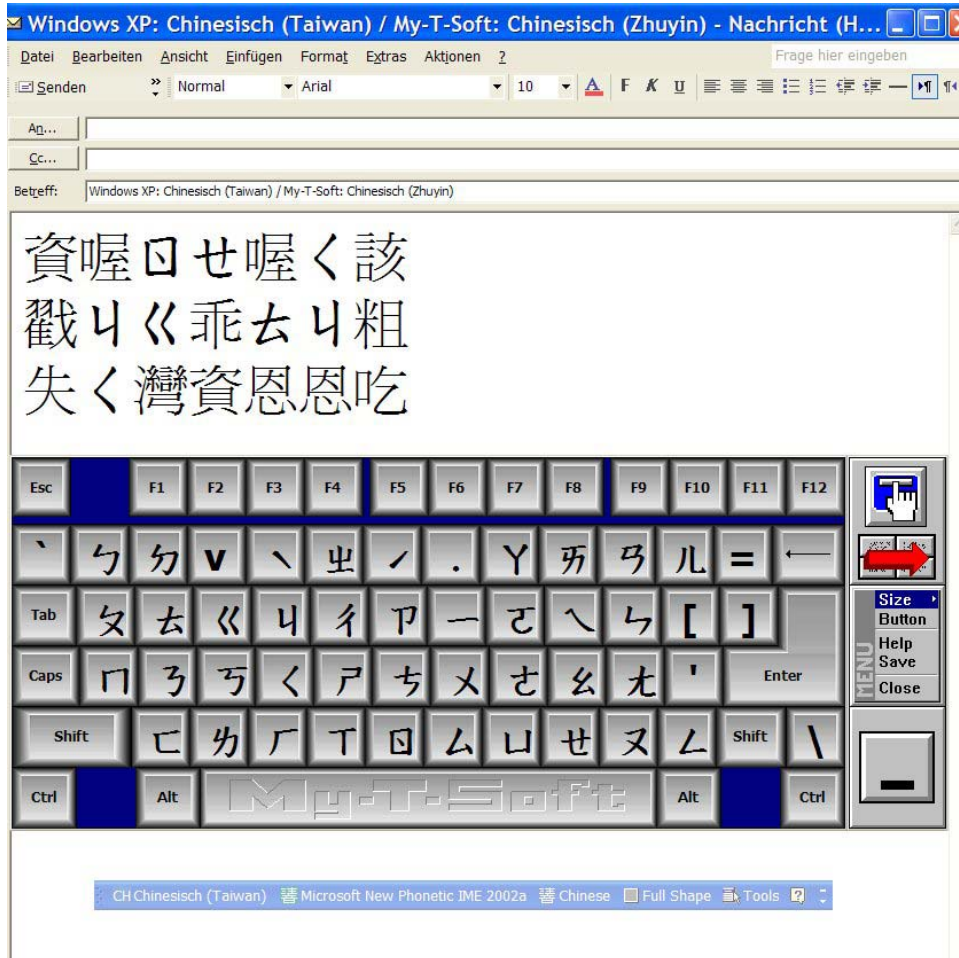 Windows XP: Chinesisch (Taiwan) / My-T-Soft: Chinesisch (Zhuyin) - Nachricht (H...
Datei Bearbeiten Ansicht Einfügen Format Extras Aktionen ? Frage hier eingeben
Senden Normal Arial 10 A F K U
An...
Cc...
Betreff: Windows XP: Chinesisch (Taiwan) / My-T-Soft: Chinesisch (Zhuyin)
資喔ㄖㄝ喔ㄑ該
戳ㄐㄍ乖ㄊㄐ粗
失ㄑ灣資恩恩吃
Esc F1 F2 F3 F4 F5 F6 F7 F8 F9 F10 F11 F12
` ㄅ ㄉ v ˋ ㄓ ˊ . ㄚ ㄞ ㄢ ㄦ = ←
Tab ㄆ ㄊ ㄍ ㄐ ㄔ ㄗ ㄧ ㄛ ㄟ ㄣ [ ]
Caps ㄇ ㄋ ㄎ ㄑ ㄕ ㄘ ㄨ ㄜ ㄠ ㄤ ' Enter
Shift ㄈ ㄌ ㄏ ㄒ ㄖ ㄙ ㄩ ㄝ ㄡ ㄥ Shift \
Ctrl Alt My-T-Soft Alt Ctrl
MENU
Size
Button
Help
Save
Close
CH Chinesisch (Taiwan) Microsoft New Phonetic IME 2002a Chinese Full Shape Tools ?